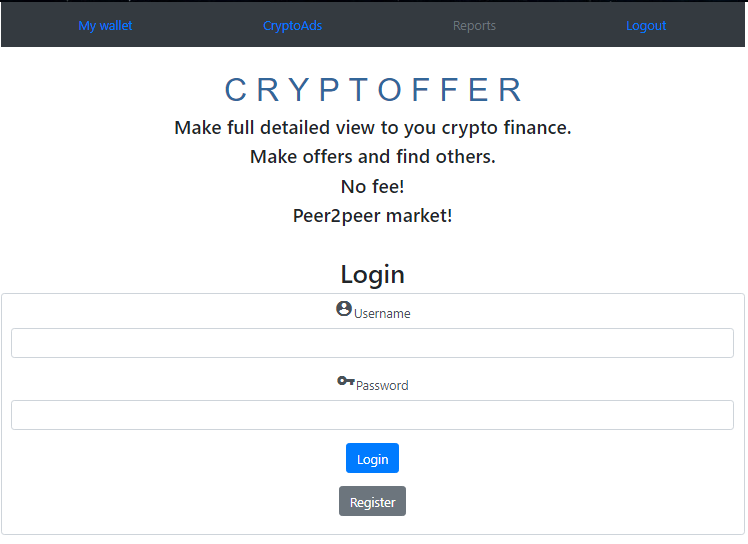 My wallet CryptoAds Reports Logout
CRYPTOFFER
Make full detailed view to you crypto finance.
Make offers and find others.
No fee!
Peer2peer market!
Login
Username
Password
Login
Register